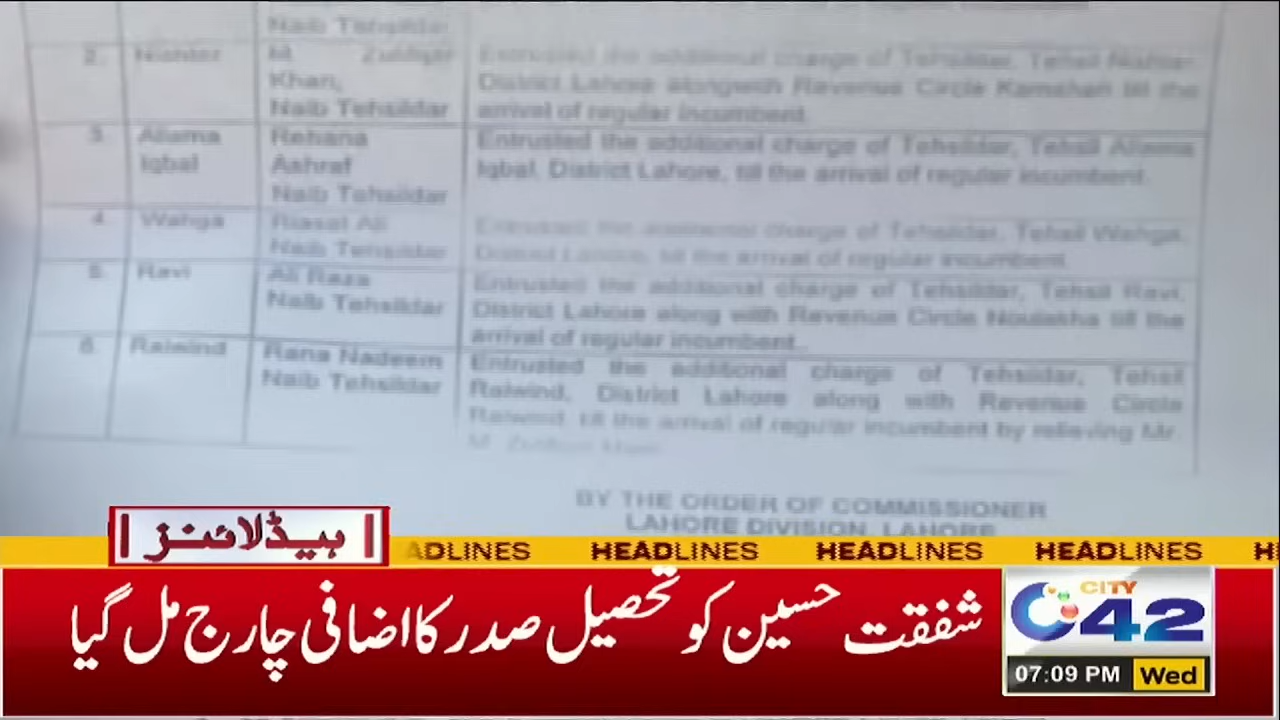 Naib Tehsildar
2. Nishter M. Zulfiqar Khan, Naib Tehsildar
Entrusted the additional charge of Tehsildar, Tehsil Nishter
District Lahore alongwith Revenue Circle Kamahan till the
arrival of regular incumbent.
3. Allama Iqbal Rehana Ashraf Naib Tehsildar
Entrusted the additional charge of Tehsildar, Tehsil Allama
Iqbal, District Lahore, till the arrival of regular incumbent.
4. Wahga Riasat Ali Naib Tehsildar
Entrusted the additional charge of Tehsildar, Tehsil Wahga,
District Lahore, till the arrival of regular incumbent.
5. Ravi Ali Raza Naib Tehsildar
Entrusted the additional charge of Tehsildar, Tehsil Ravi,
District Lahore along with Revenue Circle Noulakha till the
arrival of regular incumbent.
6. Raiwind Rana Nadeem Naib Tehsildar
Entrusted the additional charge of Tehsildar, Tehsil
Raiwind, District Lahore along with Revenue Circle
Raiwind, till the arrival of regular incumbent by relieving Mr.
BY THE ORDER OF COMMISSIONER
LAHORE DIVISION, LAHORE
ہیڈلائنز
ADLINES HEADLINES HEADLINES HEADLINES H
شفقت حسین کو تحصیل صدر کا اضافی چارج مل گیا
CITY
42
07:09 PM Wed